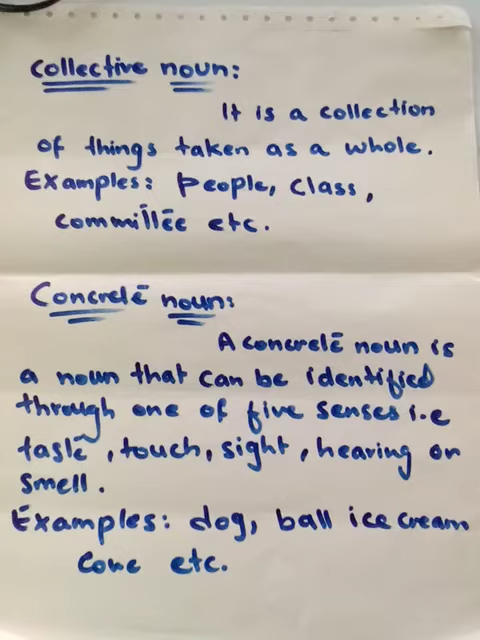 Collective noun:
It is a collection
of things taken as a whole.
Examples: People, Class,
committee etc.
Concrete noun:
A concrete noun is
a noun that can be identified
through one of five senses i.e
taste, touch, sight, hearing or
smell.
Examples: dog, ball ice cream
cone etc.